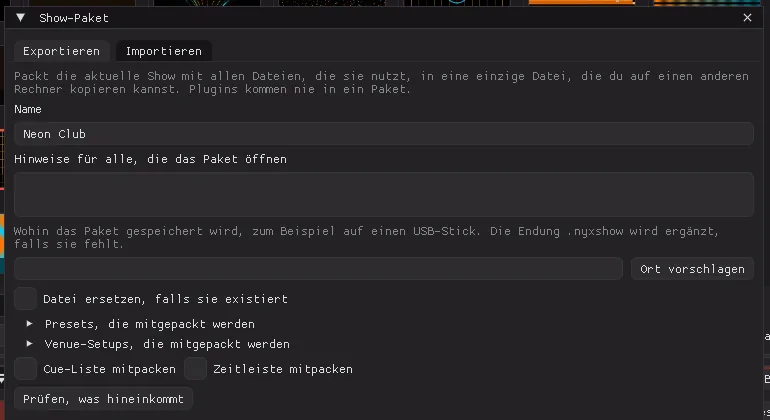 Show-Paket
Exportieren
Importieren
Packt die aktuelle Show mit allen Dateien, die sie nutzt, in eine einzige Datei, die du auf einen anderen
Rechner kopieren kannst. Plugins kommen nie in ein Paket.
Name
Neon Club
Hinweise für alle, die das Paket öffnen
Wohin das Paket gespeichert wird, zum Beispiel auf einen USB-Stick. Die Endung .nyxshow wird ergänzt,
falls sie fehlt.
Ort vorschlagen
Datei ersetzen, falls sie existiert
Presets, die mitgepackt werden
Venue-Setups, die mitgepackt werden
Cue-Liste mitpacken
Zeitleiste mitpacken
Prüfen, was hineinkommt